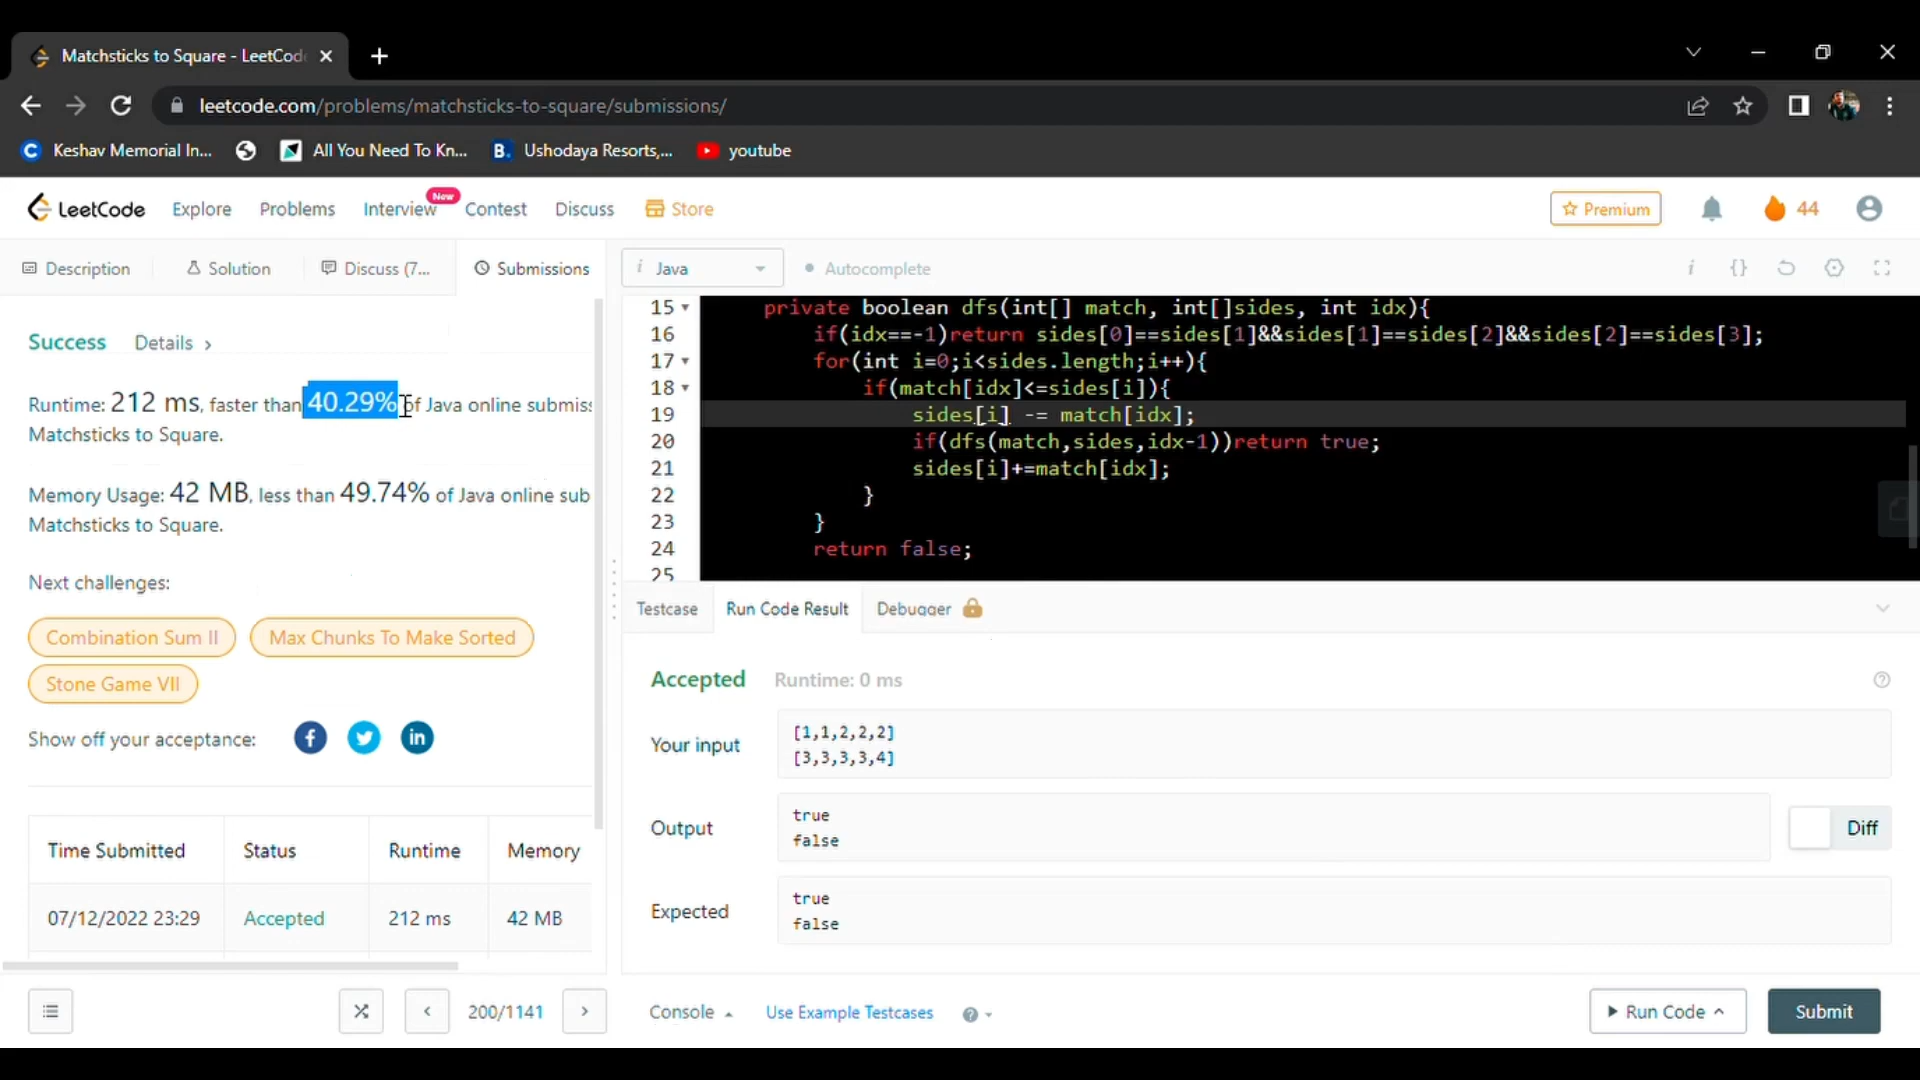 Matchsticks to Square - LeetCod
leetcode.com/problems/matchsticks-to-square/submissions/
Keshav Memorial In...
All You Need To Kn...
B. Ushodaya Resorts,...
youtube
LeetCode
Explore
Problems
Interview
New
Contest
Discuss
Store
Premium
44
Description
Solution
Discuss (7...
Submissions
i Java
Autocomplete
Success
Details >
Runtime: 212 ms, faster than 40.29% of Java online submiss
Matchsticks to Square.
Memory Usage: 42 MB, less than 49.74% of Java online sub
Matchsticks to Square.
Next challenges:
Combination Sum II
Max Chunks To Make Sorted
Stone Game VII
Show off your acceptance:
Time Submitted Status Runtime Memory
07/12/2022 23:29 Accepted 212 ms 42 MB
200/1141
15 private boolean dfs(int[] match, int[]sides, int idx){
16 if(idx==-1)return sides[0]==sides[1]&&sides[1]==sides[2]&&sides[2]==sides[3];
17 for(int i=0;i<sides.length;i++){
18 if(match[idx]<=sides[i]){
19 sides[i] -= match[idx];
20 if(dfs(match,sides,idx-1))return true;
21 sides[i]+=match[idx];
22 }
23 }
24 return false;
25
Testcase
Run Code Result
Debugger
Accepted
Runtime: 0 ms
Your input
[1,1,2,2,2]
[3,3,3,3,4]
Output
true
false
Diff
Expected
true
false
Console
Use Example Testcases
Run Code
Submit